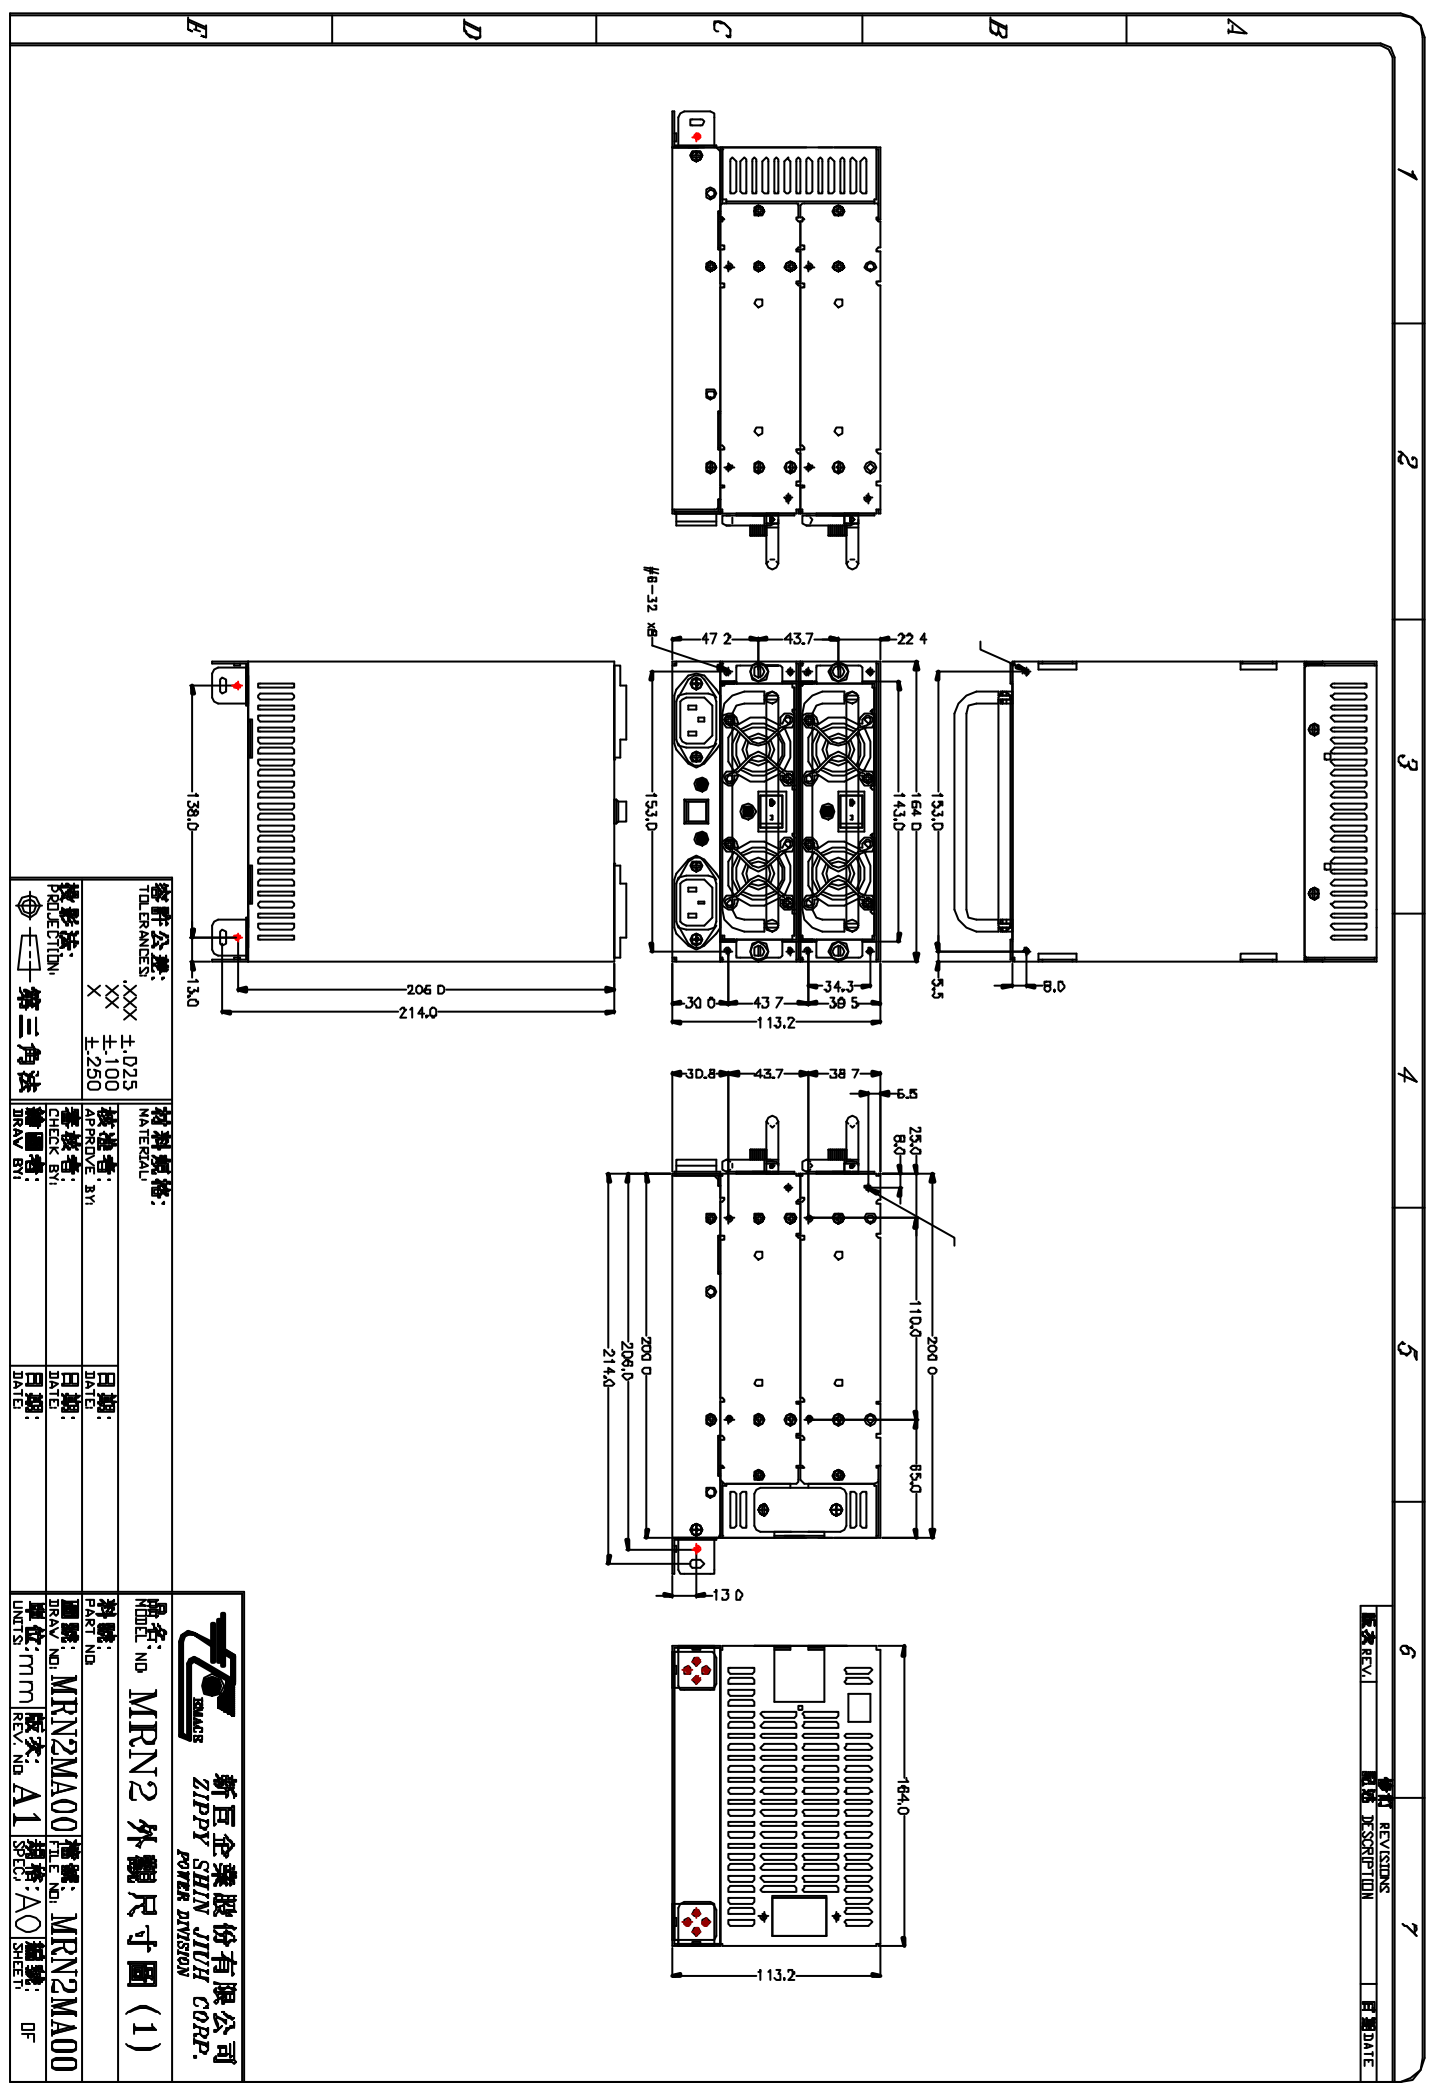 1
2
3
4
5
6
7
A
B
C
D
E
修訂 REVISIONS
版次 REV.
記號 DESCRIPTION
日期 DATE
153.0
5.5
8.0
#6-32 x8
47.2
43.7
22.4
153.0
143.0
164.0
34.3
30.0
43.7
39.5
113.2
30.8
43.7
38.7
25.0
8.0
110.0
65.0
200.0
200.0
206.0
214.0
13.0
164.0
113.2
138.0
13.0
206.0
214.0
容許公差:
TOLERANCES:
.XXX ±.025
XX ±.100
X ±.250
投影法:
PROJECTION:
第三角法
材料規格:
MATERIAL:
核准者:
APPROVE BY:
日期:
DATE:
審核者:
CHECK BY:
日期:
DATE:
繪圖者:
DRAW BY:
日期:
DATE:
EMACS
新巨企業股份有限公司
ZIPPY SHIN JIUH CORP.
POWER DIVISION
品名:
MODEL NO
MRN2 外觀尺寸圖 (1)
料號:
PART NO:
圖號:
DRAW NO:
MRN2MA00
檔號:
FILE NO:
MRN2MA00
單位:
UNITS:
mm
版次:
REV. NO:
A1
規格:
SPEC:
A0
編號:
SHEET:
OF